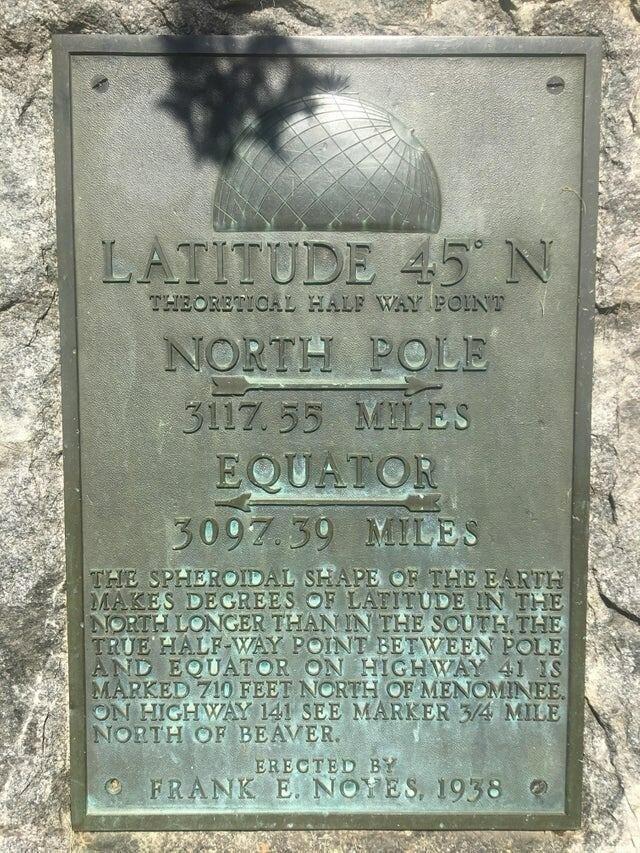 LATITUDE 45° N
THEORETICAL HALF WAY POINT
NORTH POLE
3117.55 MILES
EQUATOR
3097.39 MILES
THE SPHEROIDAL SHAPE OF THE EARTH
MAKES DEGREES OF LATITUDE IN THE
NORTH LONGER THAN IN THE SOUTH. THE
TRUE HALF-WAY POINT BETWEEN POLE
AND EQUATOR ON HIGHWAY 41 IS
MARKED 710 FEET NORTH OF MENOMINEE.
ON HIGHWAY 141 SEE MARKER 3/4 MILE
NORTH OF BEAVER.
ERECTED BY
FRANK E. NOYES, 1938